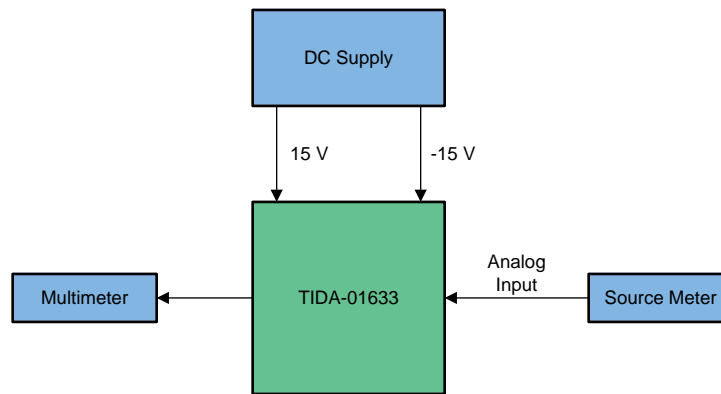 DC Supply
15 V
-15 V
Analog
Input
Multimeter
TIDA-01633
Source Meter